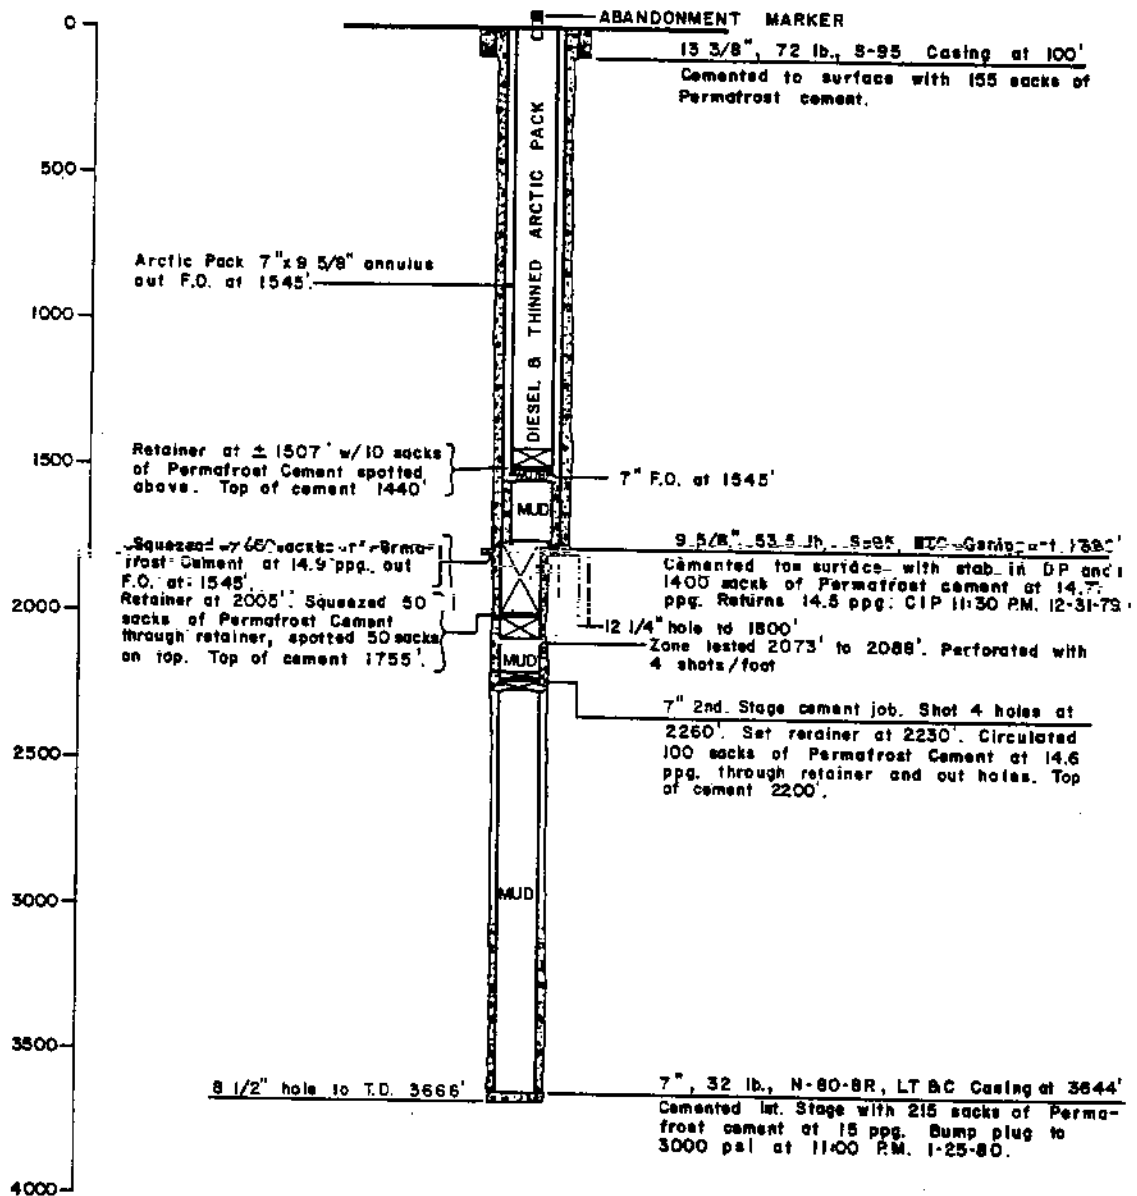 0
ABANDONMENT MARKER
13 3/8", 72 lb., S-95 Casing at 100'
Cemented to surface with 155 sacks of
Permafrost cement.
500
DIESEL & THINNED ARCTIC PACK
Arctic Pack 7"x 9 5/8" annulus
out F.O. at 1545'.
1000
Retainer at ± 1507' w/10 sacks
of Permafrost Cement spotted
above. Top of cement 1440'
1500
7" F.O. at 1545'
MUD
Squeezed sacks
frost Cement at 14.9 ppg. out
F.O. at 1545'.
Retainer at 2005'. Squeezed 50
sacks of Permafrost Cement
through retainer, spotted 50 sacks
on top. Top of cement 1755'.
9 5/8", 53.5 lb., S-95,
Cemented to surface with stab in DP and
1400 sacks of Permafrost cement at
ppg. Returns 14.5 ppg. CIP 11:30 P.M. 12-31-79
2000
12 1/4" hole to 1800'
Zone tested 2073' to 2088'. Perforated with
4 shots/foot
MUD
7" 2nd. Stage cement job. Shot 4 holes at
2260'. Set retainer at 2230'. Circulated
100 sacks of Permafrost Cement at 14.6
ppg. through retainer and out holes. Top
of cement 2200'.
2500
MUD
3000
3500
8 1/2" hole to T.D. 3666'
7", 32 lb., N-80-8R, LT &C Casing at 3644'
Cemented 1st. Stage with 215 sacks of Perma-
frost cement at 15 ppg. Bump plug to
3000 psi at 11:00 P.M. 1-25-80.
4000